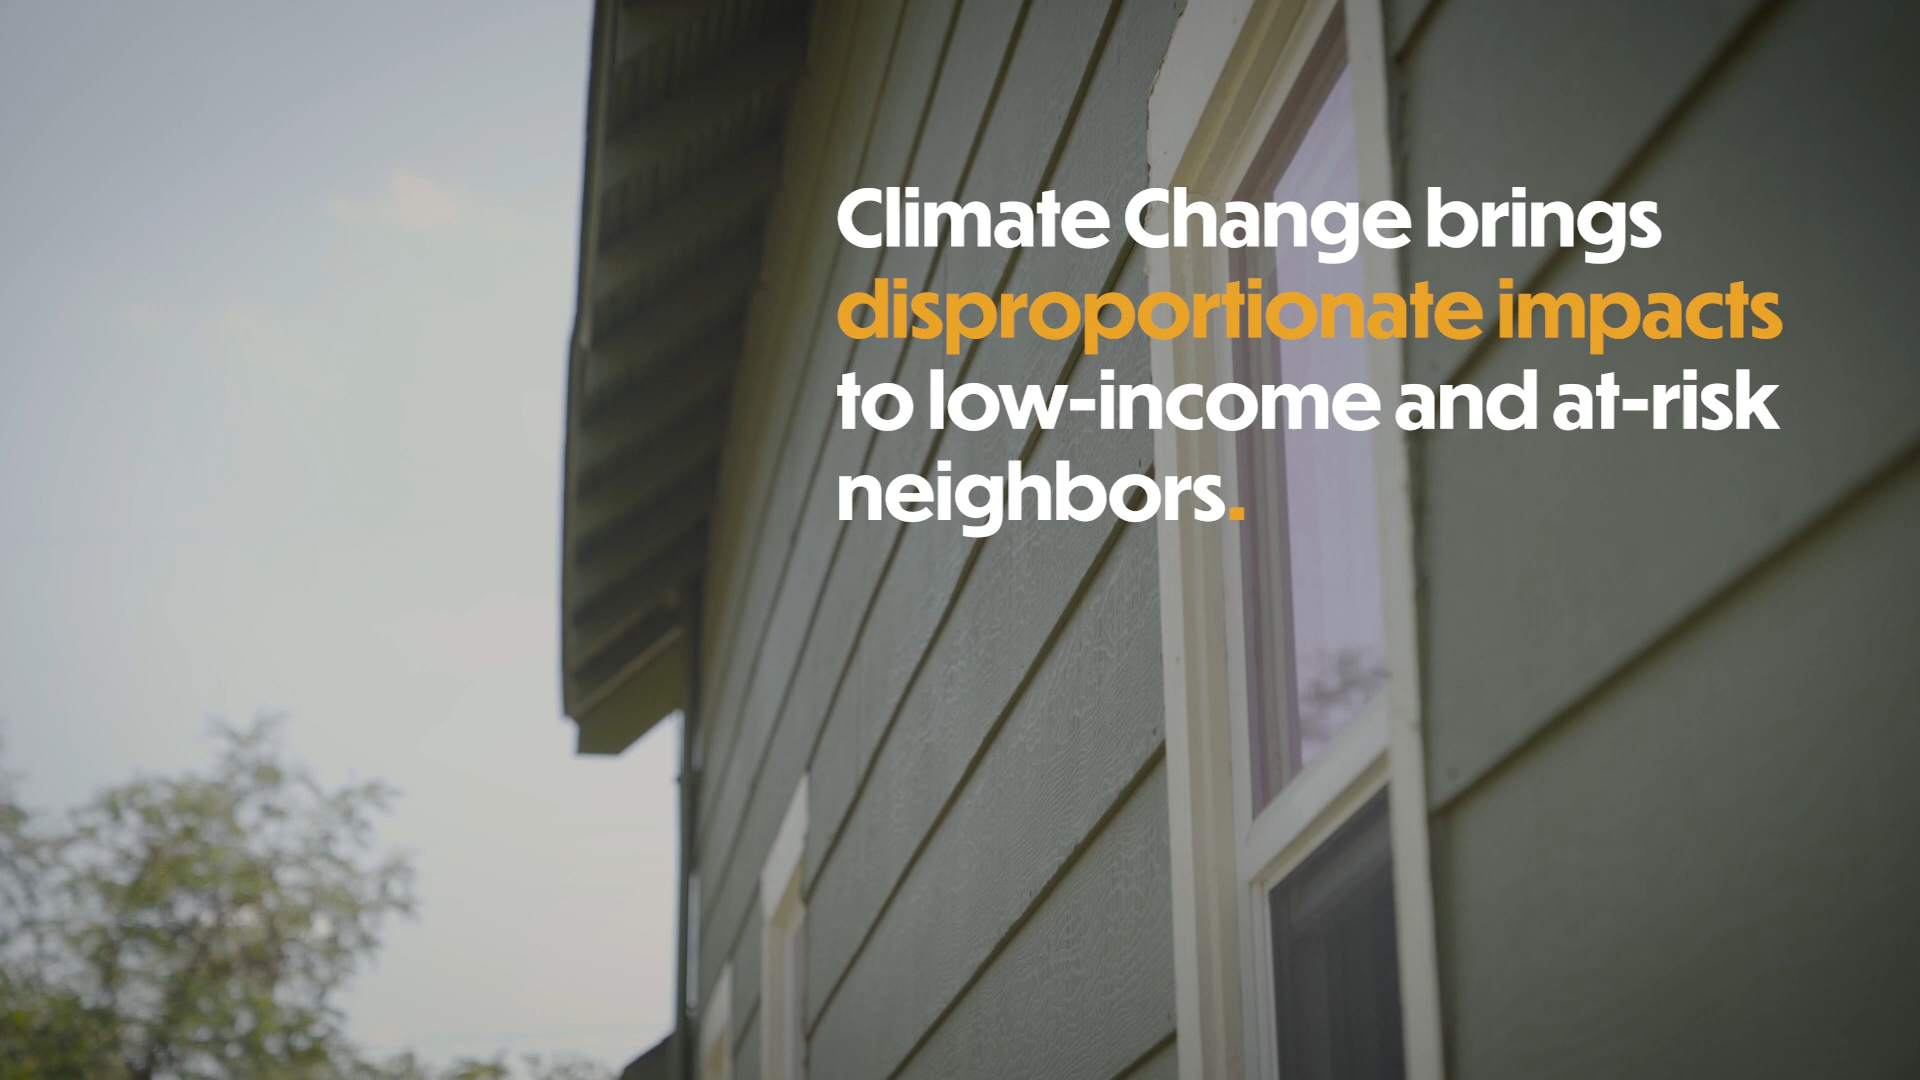 Climate Change brings
disproportionate impacts
to low-income and at-risk
neighbors.